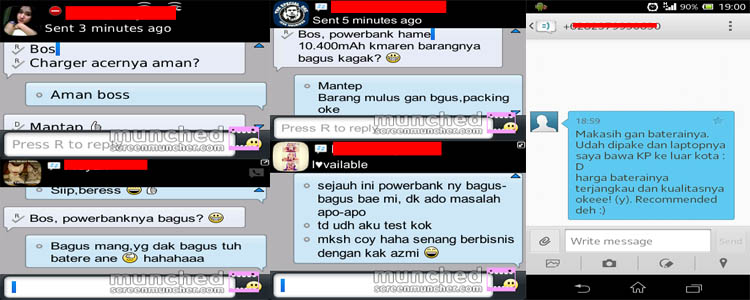 Sent 3 minutes ago
Bos
Charger acernya aman?
Aman boss
Mantap
Press R to reply
munched
screenmuncher.com
Siip,beress
Bos, powerbanknya bagus?
Bagus mang,yg dak bagus tuh
batere ane hahahaaa
munched
screenmuncher.com
Sent 5 minutes ago
Bos, powerbank hame
10.400mAh kmaren barangnya
bagus kagak?
Mantep
Barang mulus gan bgus,packing
oke
Press R to reply
munched
screenmuncher.com
I♥vailable
sejauh ini powerbank ny bagus-
bagus bae mi, dk ado masalah
apo-apo
td udh aku test kok
mksh coy haha senang berbisnis
dengan kak azmi
munched
screenmuncher.com
90% 19:00
18:59
Makasih gan baterainya.
Udah dipake dan laptopnya
saya bawa KP ke luar kota :
D
harga baterainya
terjangkau dan kualitasnya
okeee! (y). Recommended
deh :)
Write message
Send